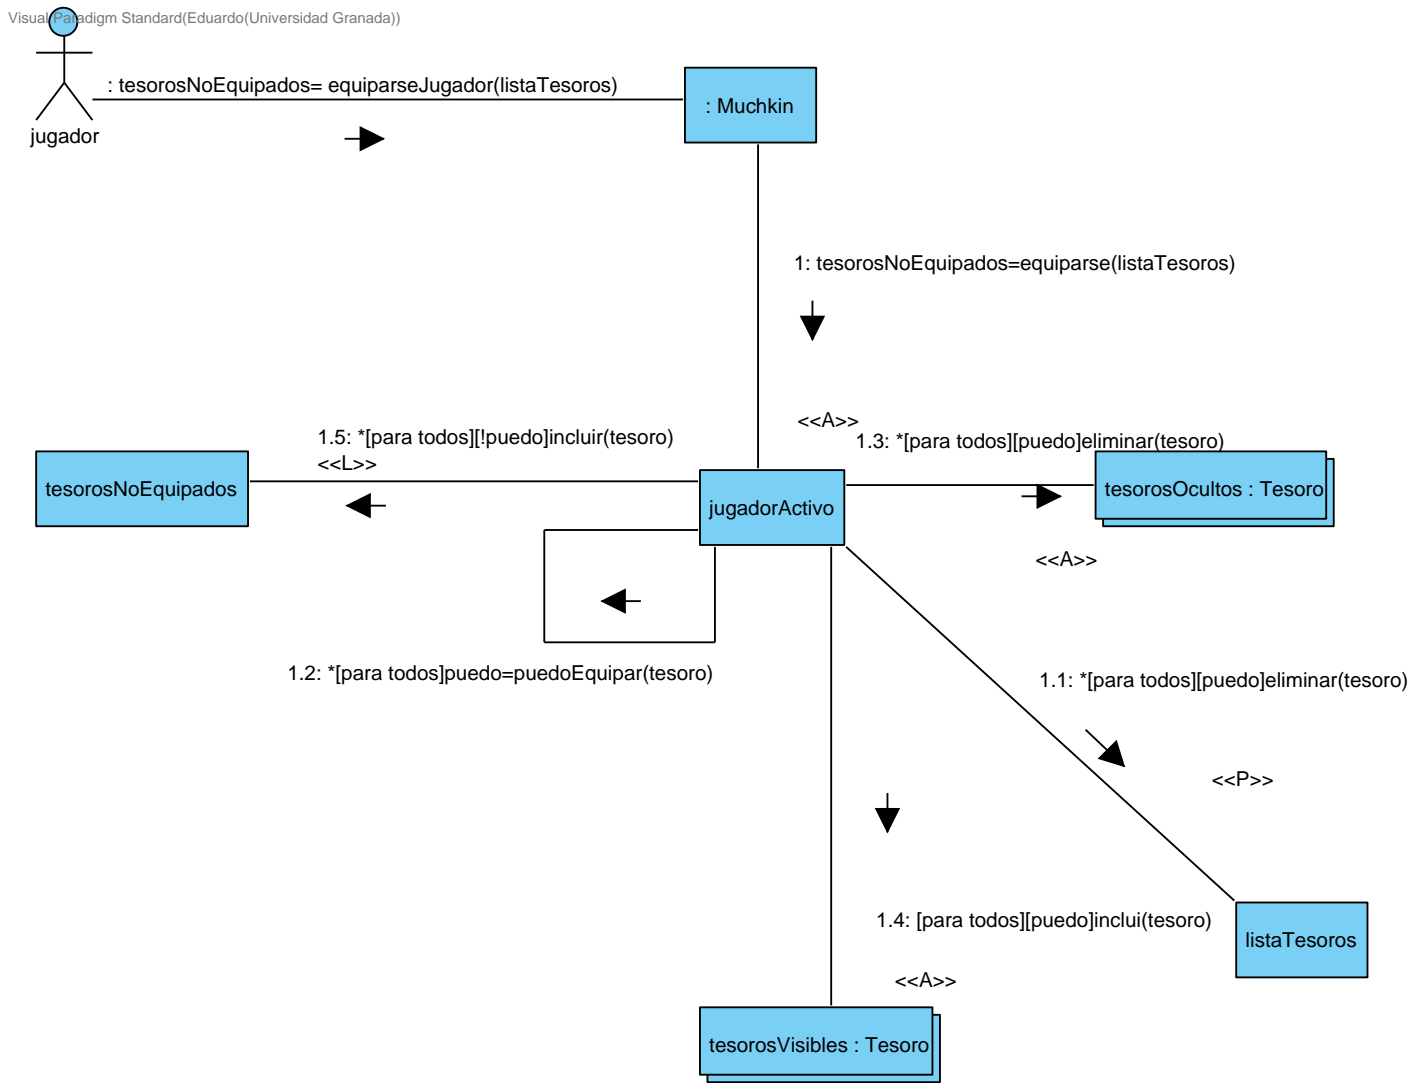 Visual Paradigm Standard(Eduardo(Universidad Granada))
: tesorosNoEquipados= equiparseJugador(listaTesoros)
: Muchkin
jugador
1: tesorosNoEquipados=equiparse(listaTesoros)
<<A>>
1.5: *[para todos][!puedo]incluir(tesoro)
1.3: *[para todos][puedo]eliminar(tesoro)
<<L>>
tesorosNoEquipados
jugadorActivo
tesorosOcultos : Tesoro
<<A>>
1.2: *[para todos]puedo=puedoEquipar(tesoro)
1.1: *[para todos][puedo]eliminar(tesoro)
<<P>>
1.4: [para todos][puedo]inclui(tesoro)
listaTesoros
<<A>>
tesorosVisibles : Tesoro